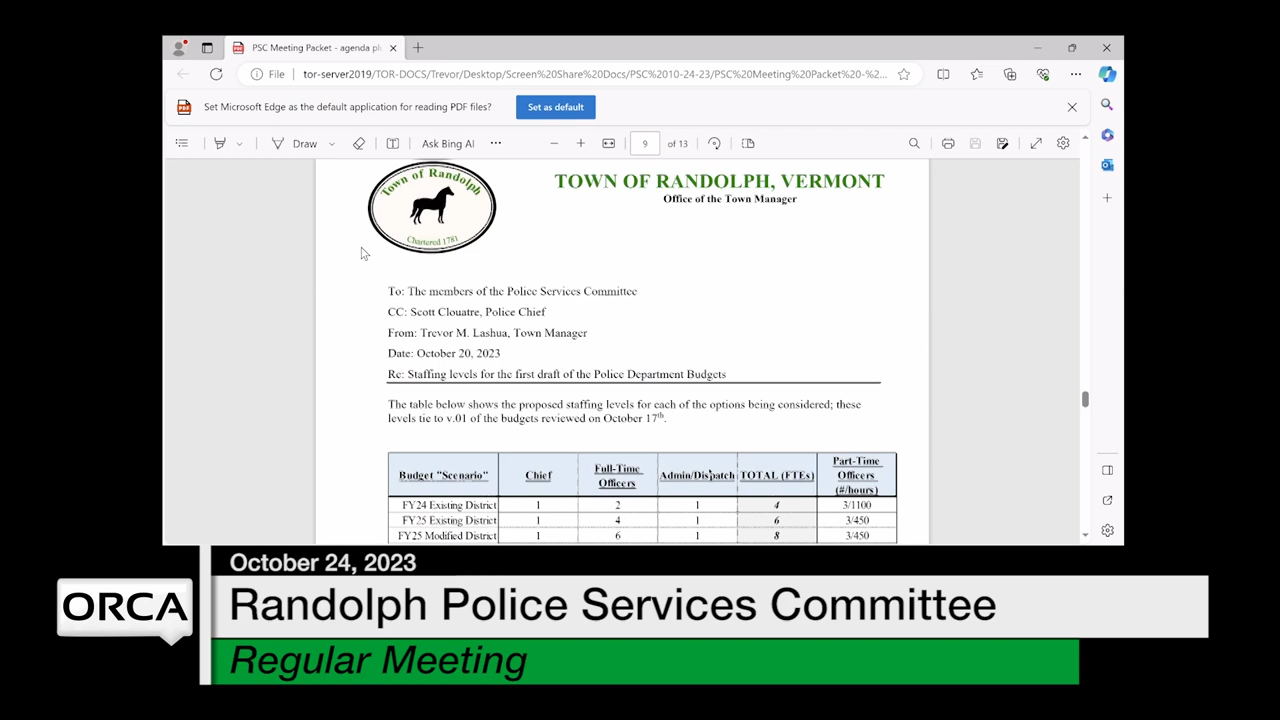 PSC Meeting Packet - agenda pl
File
tor-server2019/TOR-DOCS/Trevor/Desktop/Screen%20Share%20Docs/PSC%2010-24-23/PSC%20Meeting%20Packet%20-%2...
Set Microsoft Edge as the default application for reading PDF files?
Set as default
Draw
Ask Bing AI
9 of 13
Town of Randolph
Chartered 1781
TOWN OF RANDOLPH, VERMONT
Office of the Town Manager
To: The members of the Police Services Committee
CC: Scott Clouatre, Police Chief
From: Trevor M. Lashua, Town Manager
Date: October 20, 2023
Re: Staffing levels for the first draft of the Police Department Budgets
The table below shows the proposed staffing levels for each of the options being considered; these
levels tie to v.01 of the budgets reviewed on October 17th.
Budget "Scenario" Chief Full-Time Officers Admin/Dispatch TOTAL (FTEs) Part-Time Officers (#/hours)
FY24 Existing District 1 2 1 4 3/1100
FY25 Existing District 1 4 1 6 3/450
FY25 Modified District 1 6 1 8 3/450
October 24, 2023
ORCA
Randolph Police Services Committee
Regular Meeting